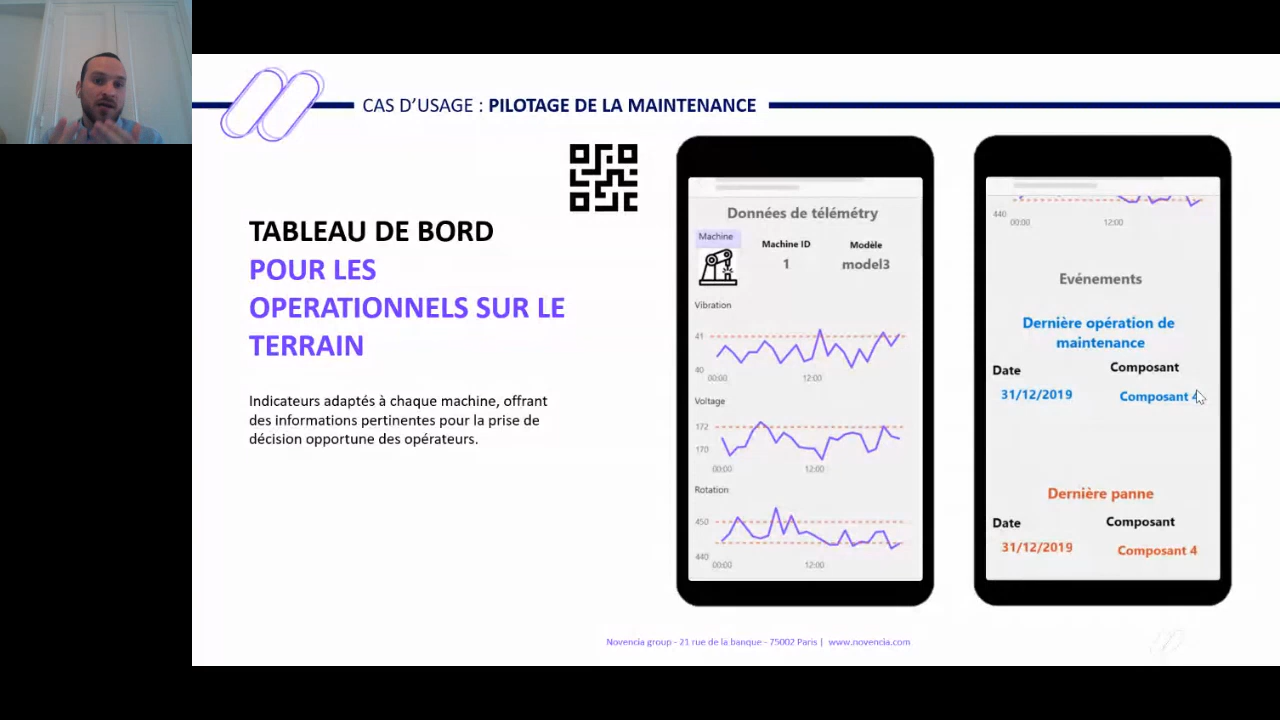 CAS D'USAGE : PILOTAGE DE LA MAINTENANCE
TABLEAU DE BORD
POUR LES
OPERATIONNELS SUR LE
TERRAIN
Indicateurs adaptés à chaque machine, offrant
des informations pertinentes pour la prise de
décision opportune des opérateurs.
Données de télémétry
Machine
Machine ID
Modèle
1
model3
Vibration
41
40
00:00
12:00
Voltage
172
170
00:00
12:00
Rotation
450
440
00:00
12:00
440
00:00
12:00
Evénements
Dernière opération de
maintenance
Date
Composant
31/12/2019
Composant 4
Dernière panne
Date
Composant
31/12/2019
Composant 4
Novencia group - 21 rue de la banque - 75002 Paris | www.novencia.com